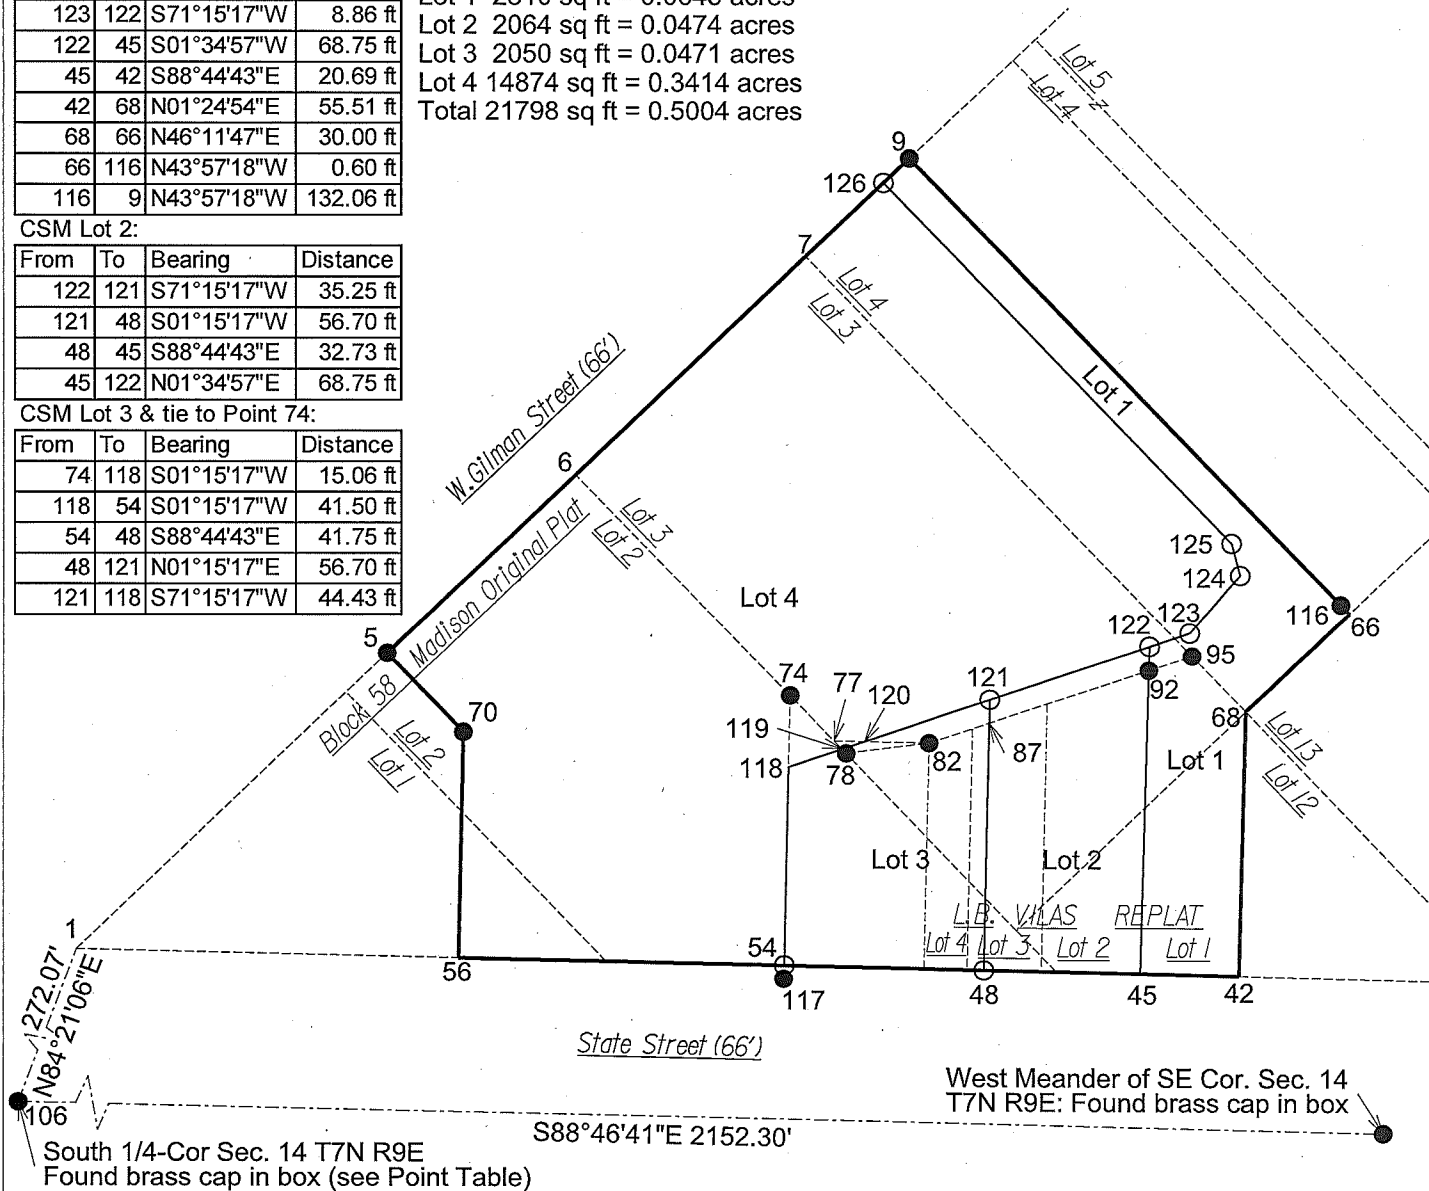 123 122 S71°15'17"W 8.86 ft
122 45 S01°34'57"W 68.75 ft
45 42 S88°44'43"E 20.69 ft
42 68 N01°24'54"E 55.51 ft
68 66 N46°11'47"E 30.00 ft
66 116 N43°57'18"W 0.60 ft
116 9 N43°57'18"W 132.06 ft
Lot 2 2064 sq ft = 0.0474 acres
Lot 3 2050 sq ft = 0.0471 acres
Lot 4 14874 sq ft = 0.3414 acres
Total 21798 sq ft = 0.5004 acres
CSM Lot 2:
From To Bearing Distance
122 121 S71°15'17"W 35.25 ft
121 48 S01°15'17"W 56.70 ft
48 45 S88°44'43"E 32.73 ft
45 122 N01°34'57"E 68.75 ft
CSM Lot 3 & tie to Point 74:
From To Bearing Distance
74 118 S01°15'17"W 15.06 ft
118 54 S01°15'17"W 41.50 ft
54 48 S88°44'43"E 41.75 ft
48 121 N01°15'17"E 56.70 ft
121 118 S71°15'17"W 44.43 ft
Lot 5
Lot 4
9
126
7
Lot 4
Lot 3
W. Gilman Street (66')
Lot 1
6
Lot 3
Lot 2
Madison Original Plat
Block 58
125
124
Lot 4
116
66
123
122
5
95
74
77
120
121
92
70
119
68
118
78
82
87
Lot 1
Lot 13
Lot 12
Lot 2
Lot 1
Lot 3
Lot 2
L.B. VILAS REPLAT
Lot 4
Lot 3
Lot 2
Lot 1
1
56
54
117
48
45
42
272.07'
N84°21'06"E
State Street (66')
106
West Meander of SE Cor. Sec. 14
T7N R9E: Found brass cap in box
S88°46'41"E 2152.30'
South 1/4-Cor Sec. 14 T7N R9E
Found brass cap in box (see Point Table)